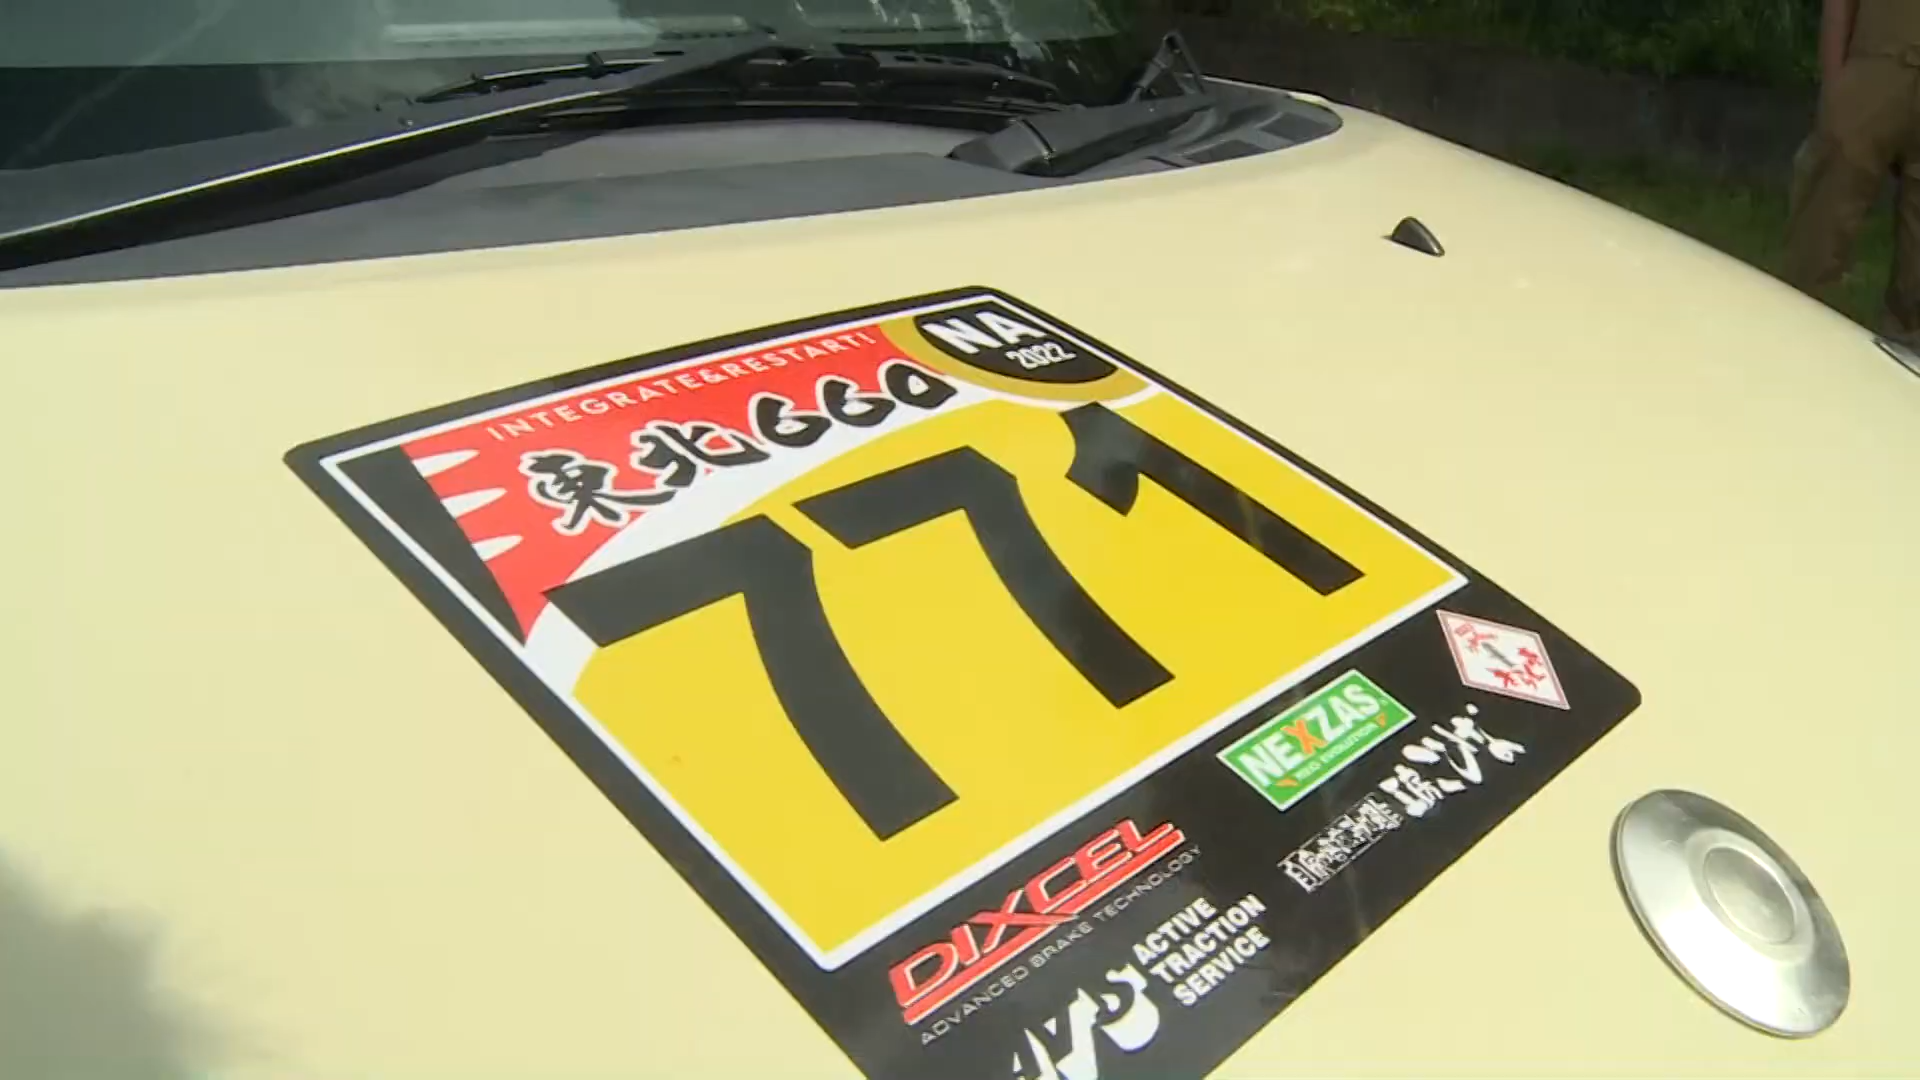 INTEGRATE&RESTART!
NA
2022
東北660
771
NEXZAS
DIXCEL
ADVANCED BRAKE TECHNOLOGY
ACTIVE
TRACTION
SERVICE